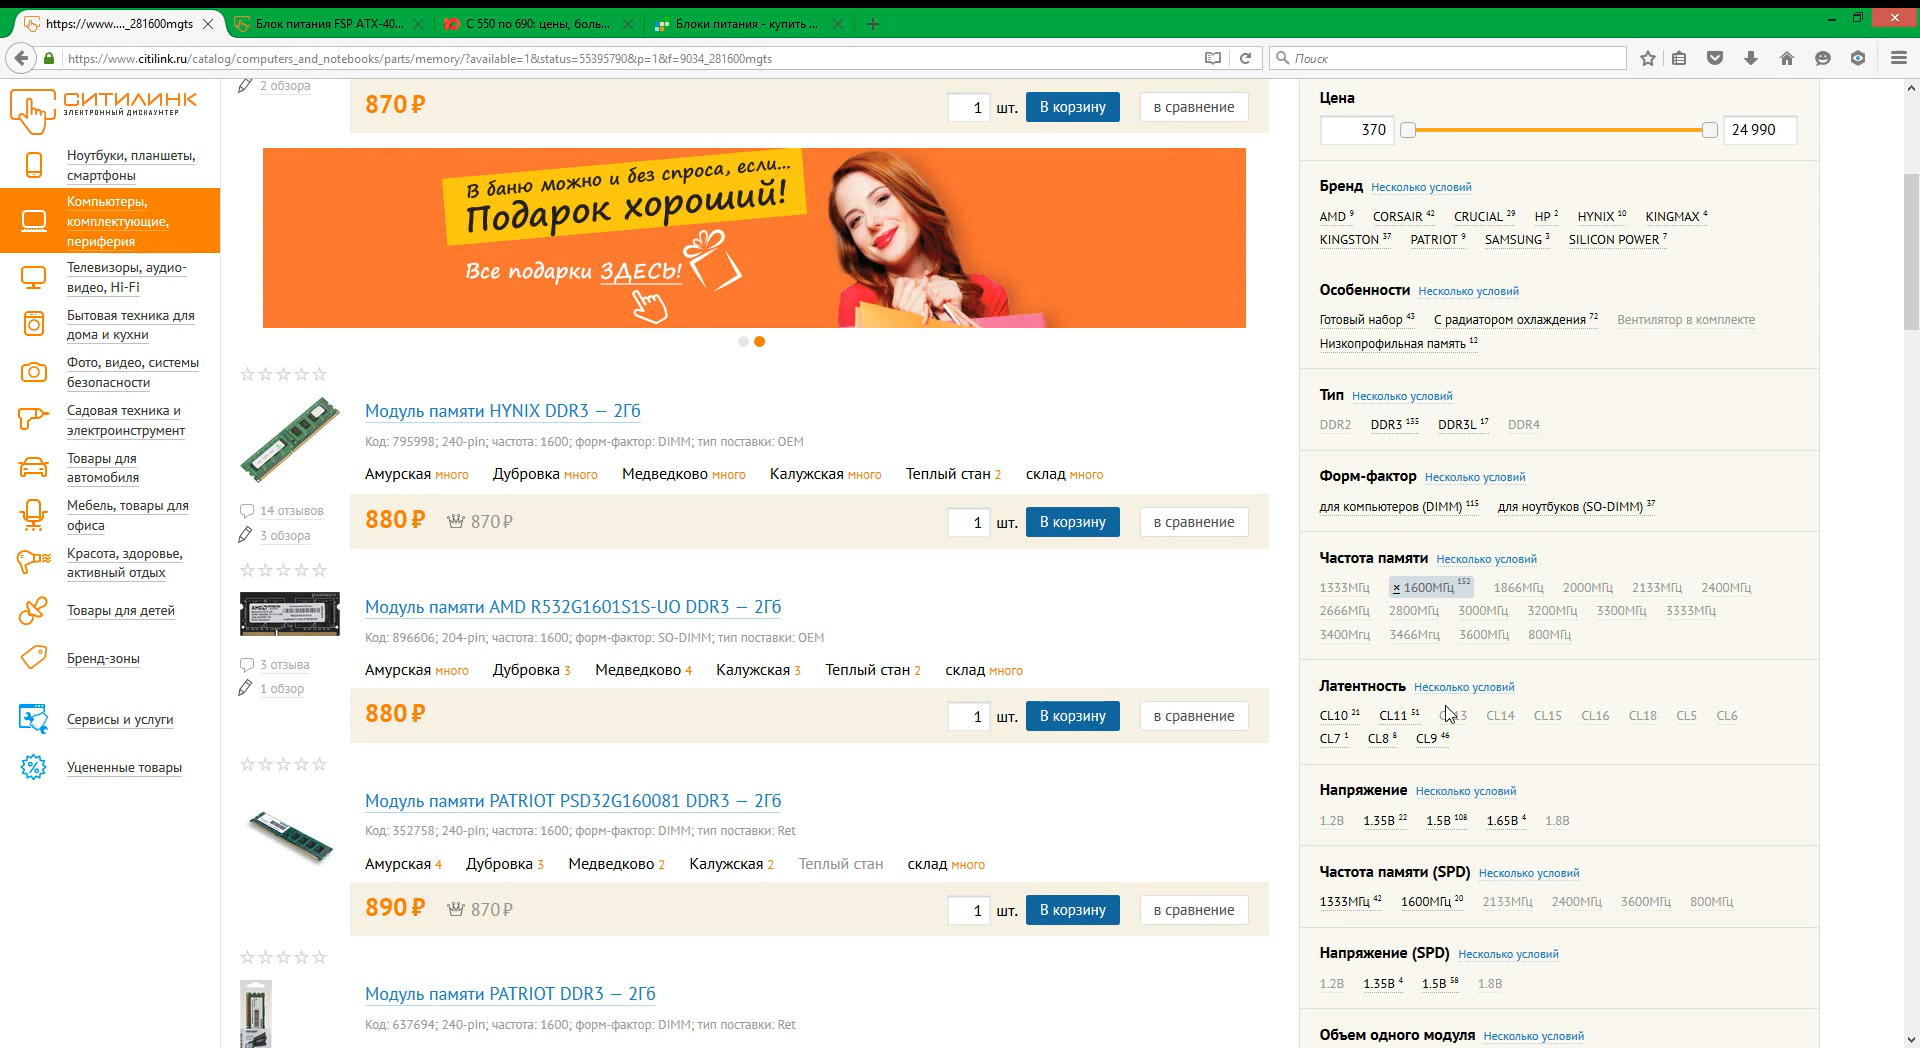 https://www...._281600mgts
Блок питания FSP ATX-40...
С 550 по 690: цены, боль...
Блоки питания - купить ...
https://www.citilink.ru/catalog/computers_and_notebooks/parts/memory/?available=1&status=55395790&p=1&f=9034_281600mgts
Поиск
СИТИЛИНК
ЭЛЕКТРОННЫЙ ДИСКАУНТЕР
Ноутбуки, планшеты,
смартфоны
Компьютеры,
комплектующие,
периферия
Телевизоры, аудио-
видео, Hi-Fi
Бытовая техника для
дома и кухни
Фото, видео, системы
безопасности
Садовая техника и
электроинструмент
Товары для
автомобиля
Мебель, товары для
офиса
Красота, здоровье,
активный отдых
Товары для детей
Бренд-зоны
Сервисы и услуги
Уцененные товары
2 обзора
870 ₽
1 шт. В корзину в сравнение
В баню можно и без спроса, если...
Подарок хороший!
Все подарки ЗДЕСЬ!
Модуль памяти HYNIX DDR3 — 2Гб
Код: 795998; 240-pin; частота: 1600; форм-фактор: DIMM; тип поставки: OEM
Амурская много Дубровка много Медведково много Калужская много Теплый стан 2 склад много
14 отзывов
3 обзора
880 ₽ 870 ₽
1 шт. В корзину в сравнение
Модуль памяти AMD R532G1601S1S-UO DDR3 — 2Гб
Код: 896606; 204-pin; частота: 1600; форм-фактор: SO-DIMM; тип поставки: OEM
Амурская много Дубровка 3 Медведково 4 Калужская 3 Теплый стан 2 склад много
3 отзыва
1 обзор
880 ₽
1 шт. В корзину в сравнение
Модуль памяти PATRIOT PSD32G160081 DDR3 — 2Гб
Код: 352758; 240-pin; частота: 1600; форм-фактор: DIMM; тип поставки: Ret
Амурская 4 Дубровка 3 Медведково 2 Калужская 2 Теплый стан склад много
890 ₽ 870 ₽
1 шт. В корзину в сравнение
Модуль памяти PATRIOT DDR3 — 2Гб
Код: 637694; 240-pin; частота: 1600; форм-фактор: DIMM; тип поставки: Ret
Цена
370 24 990
Бренд Несколько условий
AMD 9 CORSAIR 42 CRUCIAL 29 HP 2 HYNIX 10 KINGMAX 4
KINGSTON 37 PATRIOT 9 SAMSUNG 3 SILICON POWER 7
Особенности Несколько условий
Готовый набор 43 С радиатором охлаждения 72 Вентилятор в комплекте
Низкопрофильная память 12
Тип Несколько условий
DDR2 DDR3 135 DDR3L 17 DDR4
Форм-фактор Несколько условий
для компьютеров (DIMM) 115 для ноутбуков (SO-DIMM) 37
Частота памяти Несколько условий
1333МГц × 1600МГц 152 1866МГц 2000МГц 2133МГц 2400МГц
2666МГц 2800МГц 3000МГц 3200МГц 3300МГц 3333МГц
3400Мгц 3466МГц 3600МГц 800МГц
Латентность Несколько условий
CL10 21 CL11 51 CL14 CL15 CL16 CL18 CL5 CL6
CL7 1 CL8 8 CL9 46
Напряжение Несколько условий
1.2В 1.35В 22 1.5В 108 1.65В 4 1.8В
Частота памяти (SPD) Несколько условий
1333МГц 42 1600МГц 20 2133МГц 2400МГц 3600МГц 800МГц
Напряжение (SPD) Несколько условий
1.2В 1.35В 4 1.5В 58 1.8В
Объем одного модуля Несколько условий